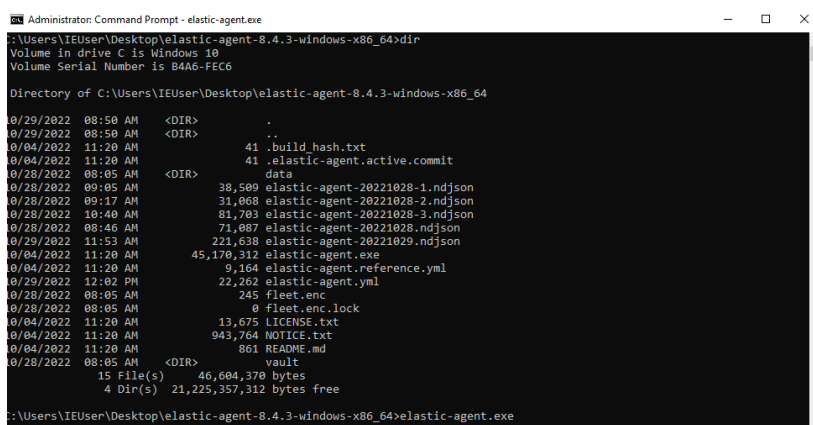 Administrator: Command Prompt - elastic-agent.exe
C:\Users\IEUser\Desktop\elastic-agent-8.4.3-windows-x86_64>dir
 Volume in drive C is Windows 10
 Volume Serial Number is B4A6-FEC6
 Directory of C:\Users\IEUser\Desktop\elastic-agent-8.4.3-windows-x86_64
10/29/2022  08:50 AM    <DIR>          .
10/29/2022  08:50 AM    <DIR>          ..
10/04/2022  11:20 AM                41 .build_hash.txt
10/04/2022  11:20 AM                41 .elastic-agent.active.commit
10/28/2022  08:05 AM    <DIR>          data
10/28/2022  09:05 AM            38,509 elastic-agent-20221028-1.ndjson
10/28/2022  09:17 AM            31,068 elastic-agent-20221028-2.ndjson
10/28/2022  10:40 AM            81,703 elastic-agent-20221028-3.ndjson
10/28/2022  08:46 AM            71,087 elastic-agent-20221028.ndjson
10/29/2022  11:53 AM           221,638 elastic-agent-20221029.ndjson
10/04/2022  11:20 AM        45,170,312 elastic-agent.exe
10/04/2022  11:20 AM             9,164 elastic-agent.reference.yml
10/29/2022  12:02 PM            22,262 elastic-agent.yml
10/28/2022  08:05 AM               245 fleet.enc
10/28/2022  08:05 AM                 0 fleet.enc.lock
10/04/2022  11:20 AM            13,675 LICENSE.txt
10/04/2022  11:20 AM           943,764 NOTICE.txt
10/04/2022  11:20 AM               861 README.md
10/28/2022  08:05 AM    <DIR>          vault
              15 File(s)     46,604,370 bytes
               4 Dir(s)  21,225,357,312 bytes free
C:\Users\IEUser\Desktop\elastic-agent-8.4.3-windows-x86_64>elastic-agent.exe